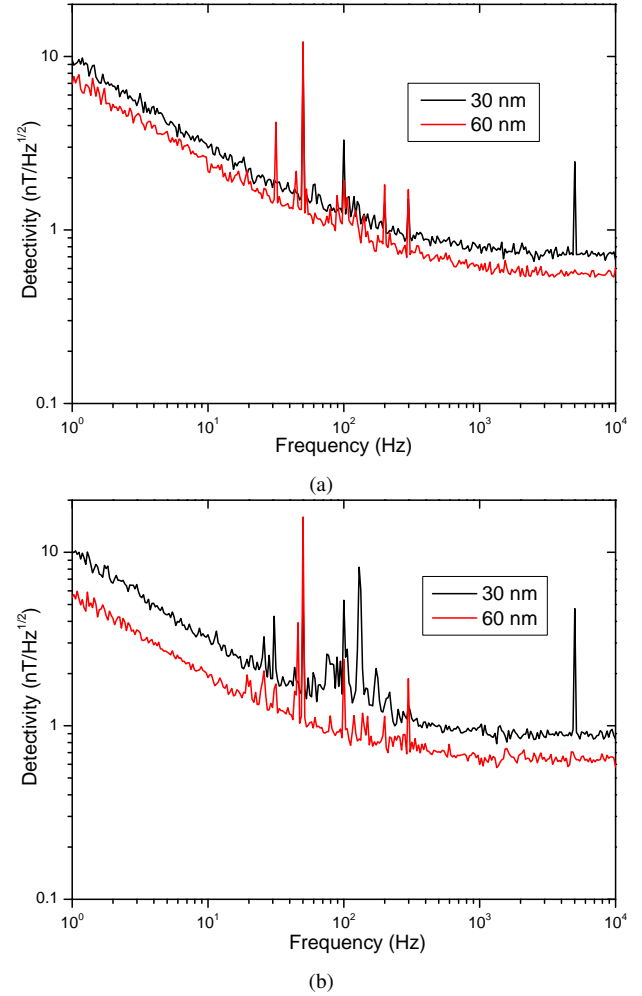 10
1
0.1
Detectivity (nT/Hz^1/2)
30 nm
60 nm
10^0 10^1 10^2 10^3 10^4
Frequency (Hz)
(a)
10
1
0.1
Detectivity (nT/Hz^1/2)
30 nm
60 nm
10^0 10^1 10^2 10^3 10^4
Frequency (Hz)
(b)